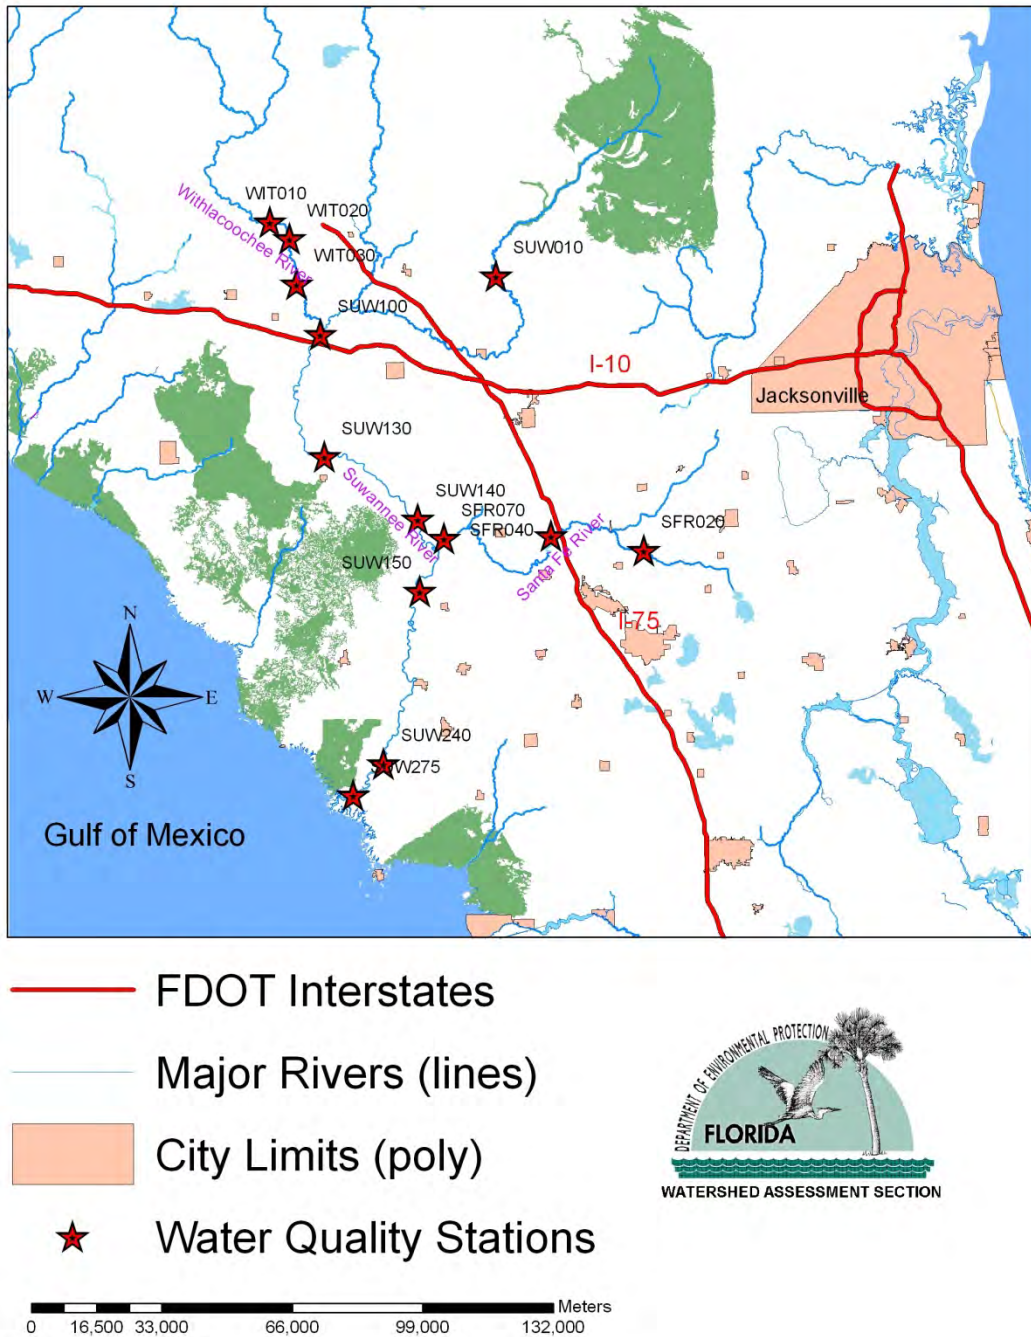 WIT010
WIT020
Withlacoochee River
WIT030
SUW010
SUW100
I-10
Jacksonville
SUW130
Suwannee River
SUW140
SFR070
SFR040
SFR020
Santa Fe River
SUW150
I-75
N
W
E
S
SUW240
SUW275
Gulf of Mexico
FDOT Interstates
Major Rivers (lines)
City Limits (poly)
Water Quality Stations
DEPARTMENT OF ENVIRONMENTAL PROTECTION
FLORIDA
WATERSHED ASSESSMENT SECTION
Meters
0 16,500 33,000 66,000 99,000 132,000